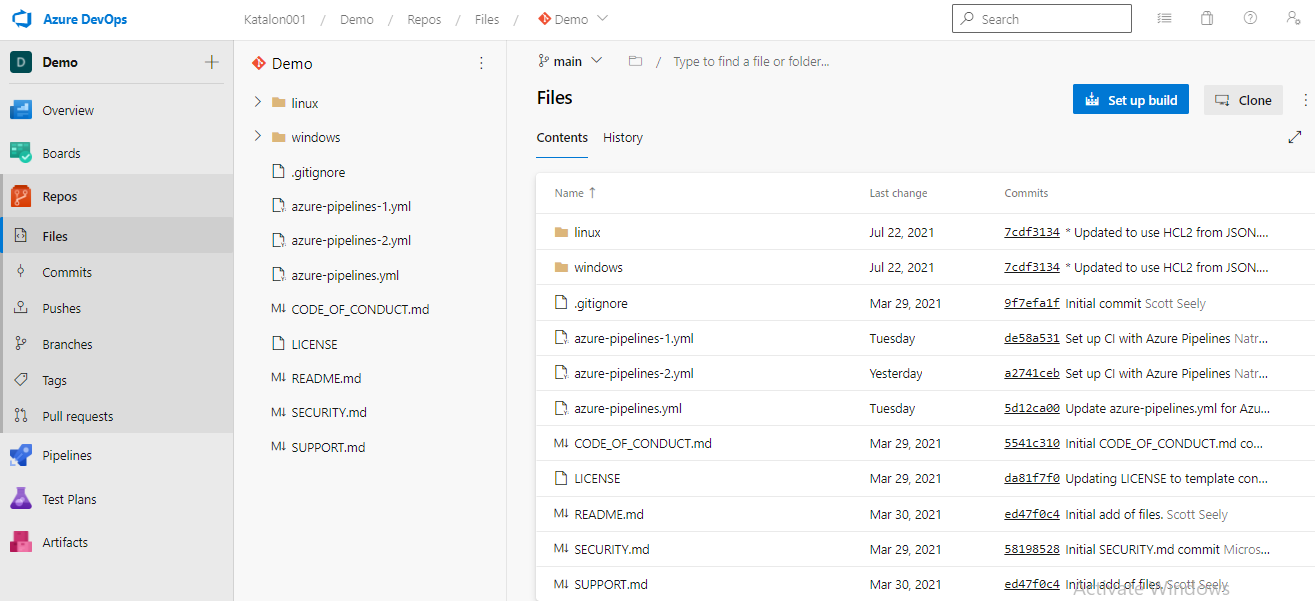 Azure DevOps
Katalon001 / Demo / Repos / Files / Demo
Search
D Demo
Overview
Boards
Repos
Files
Commits
Pushes
Branches
Tags
Pull requests
Pipelines
Test Plans
Artifacts
Demo
linux
windows
.gitignore
azure-pipelines-1.yml
azure-pipelines-2.yml
azure-pipelines.yml
CODE_OF_CONDUCT.md
LICENSE
README.md
SECURITY.md
SUPPORT.md
main / Type to find a file or folder...
Files
Set up build
Clone
Contents History
Name ↑ Last change Commits
linux Jul 22, 2021 7cdf3134 * Updated to use HCL2 from JSON....
windows Jul 22, 2021 7cdf3134 * Updated to use HCL2 from JSON....
.gitignore Mar 29, 2021 9f7efa1f Initial commit Scott Seely
azure-pipelines-1.yml Tuesday de58a531 Set up CI with Azure Pipelines Natr...
azure-pipelines-2.yml Yesterday a2741ceb Set up CI with Azure Pipelines Natr...
azure-pipelines.yml Tuesday 5d12ca00 Update azure-pipelines.yml for Azu...
M↓ CODE_OF_CONDUCT.md Mar 29, 2021 5541c310 Initial CODE_OF_CONDUCT.md co...
LICENSE Mar 29, 2021 da81f7f0 Updating LICENSE to template con...
M↓ README.md Mar 30, 2021 ed47f0c4 Initial add of files. Scott Seely
M↓ SECURITY.md Mar 29, 2021 58198528 Initial SECURITY.md commit Micros...
M↓ SUPPORT.md Mar 30, 2021 ed47f0c4 Initial add of files. Scott Seely
Activate Windows